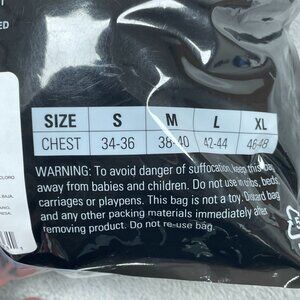 SIZE S M L XL
CHEST 34-36 38-40 42-44 46-48
WARNING: To avoid danger of suffocation keep this bag
away from babies and children. Do not use in cribs, beds,
carriages or playpens. This bag is not a toy. Discard bag
and any other packing materials immediately after
removing product. Do not re-use bag.
CLORO
BAJA,